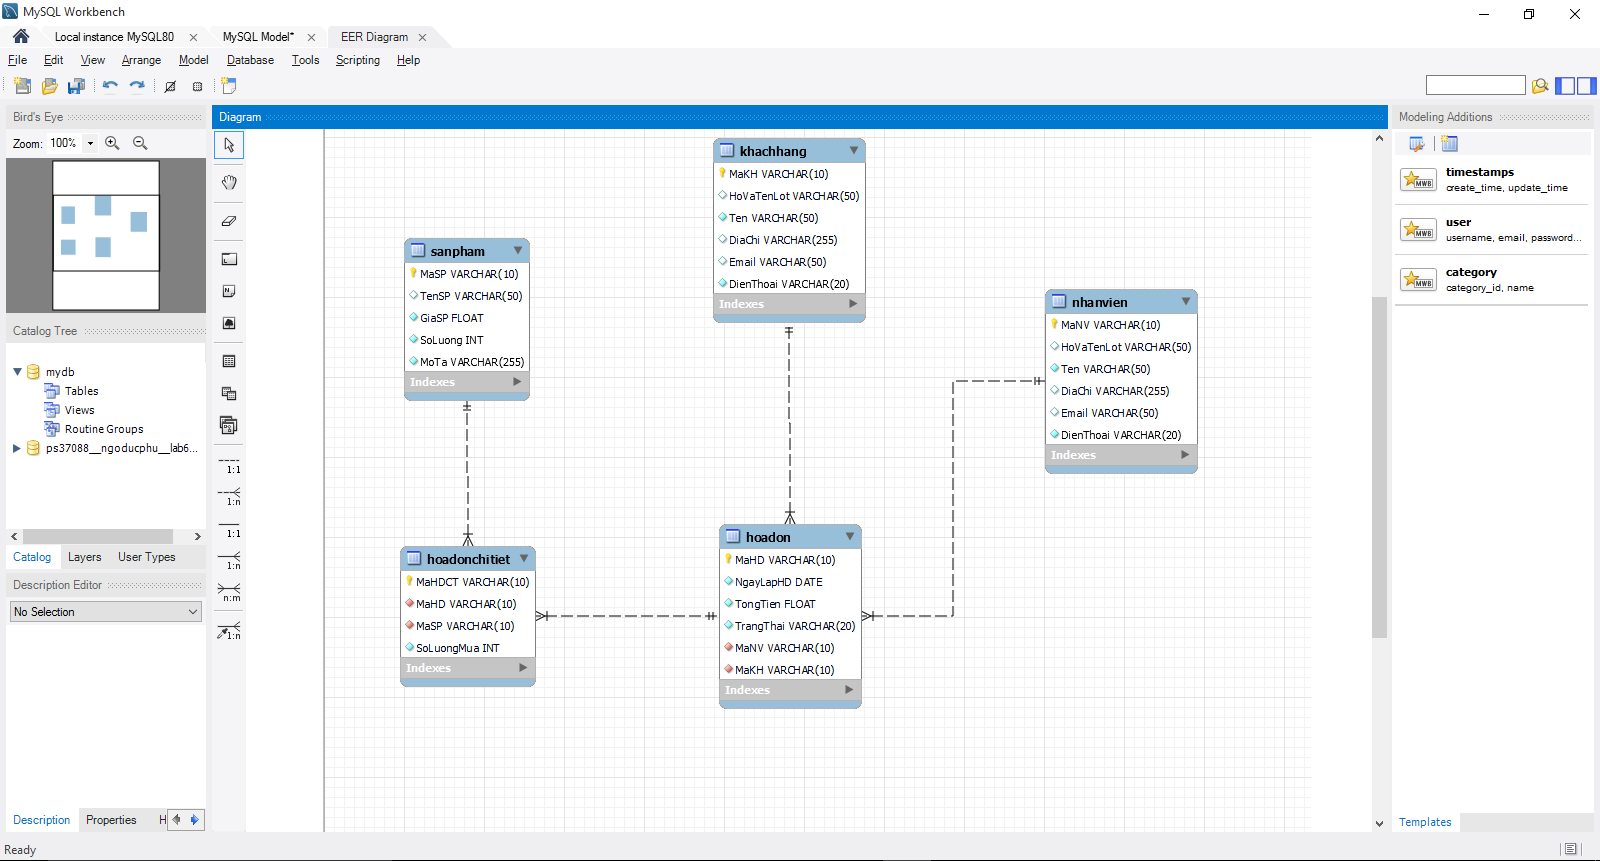 MySQL Workbench
Local instance MySQL80
MySQL Model*
EER Diagram
File Edit View Arrange Model Database Tools Scripting Help
Bird's Eye
Zoom: 100%
Catalog Tree
mydb
Tables
Views
Routine Groups
ps37088__ngoducphu__lab6...
Catalog Layers User Types
Description Editor
No Selection
Description Properties H
Ready
Diagram
1:1
1:n
1:1
1:n
n:m
1:n
sanpham
MaSP VARCHAR(10)
TenSP VARCHAR(50)
GiaSP FLOAT
SoLuong INT
MoTa VARCHAR(255)
Indexes
khachhang
MaKH VARCHAR(10)
HoVaTenLot VARCHAR(50)
Ten VARCHAR(50)
DiaChi VARCHAR(255)
Email VARCHAR(50)
DienThoai VARCHAR(20)
Indexes
nhanvien
MaNV VARCHAR(10)
HoVaTenLot VARCHAR(50)
Ten VARCHAR(50)
DiaChi VARCHAR(255)
Email VARCHAR(50)
DienThoai VARCHAR(20)
Indexes
hoadonchitiet
MaHDCT VARCHAR(10)
MaHD VARCHAR(10)
MaSP VARCHAR(10)
SoLuongMua INT
Indexes
hoadon
MaHD VARCHAR(10)
NgayLapHD DATE
TongTien FLOAT
TrangThai VARCHAR(20)
MaNV VARCHAR(10)
MaKH VARCHAR(10)
Indexes
Modeling Additions
MWB
timestamps
create_time, update_time
MWB
user
username, email, password...
MWB
category
category_id, name
Templates